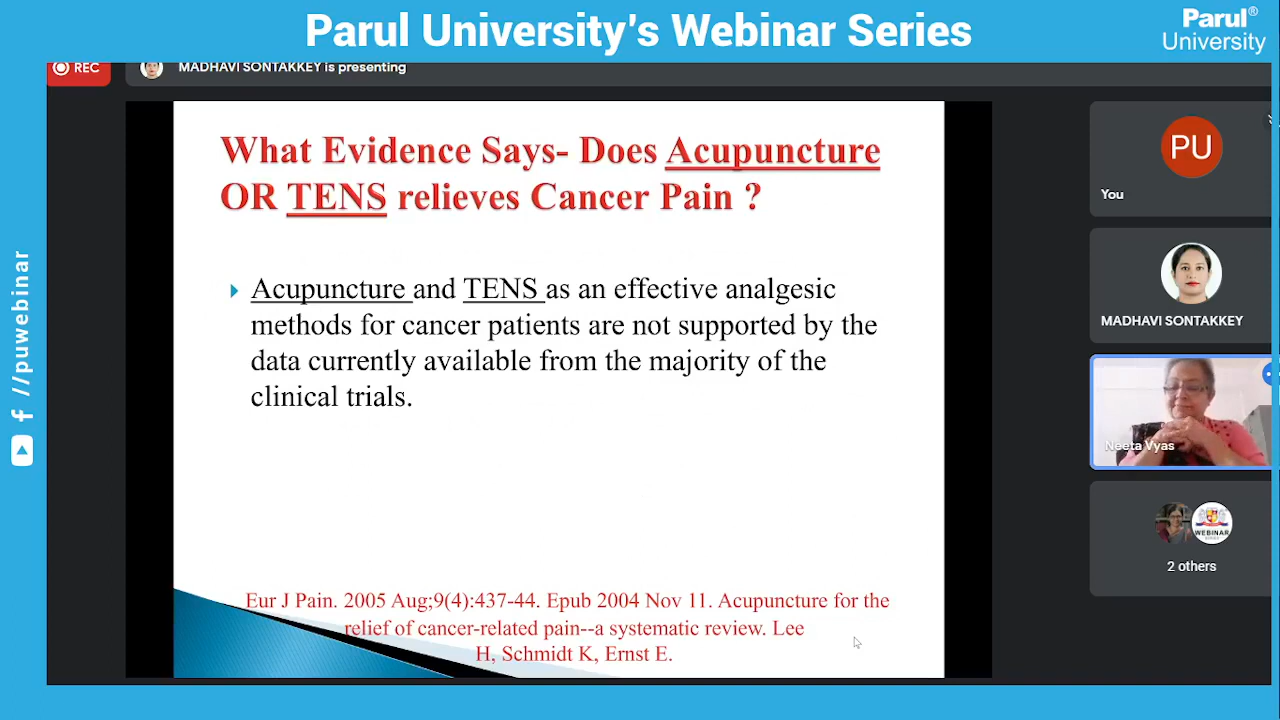 Parul University's Webinar Series
Parul®
University
REC
MADHAVI SONTAKKEY is presenting
What Evidence Says- Does Acupuncture
OR TENS relieves Cancer Pain ?
Acupuncture and TENS as an effective analgesic
methods for cancer patients are not supported by the
data currently available from the majority of the
clinical trials.
Eur J Pain. 2005 Aug;9(4):437-44. Epub 2004 Nov 11. Acupuncture for the
relief of cancer-related pain--a systematic review. Lee
H, Schmidt K, Ernst E.
PU
You
MADHAVI SONTAKKEY
Neeta Vyas
WEBINAR
2 others
//puwebinar